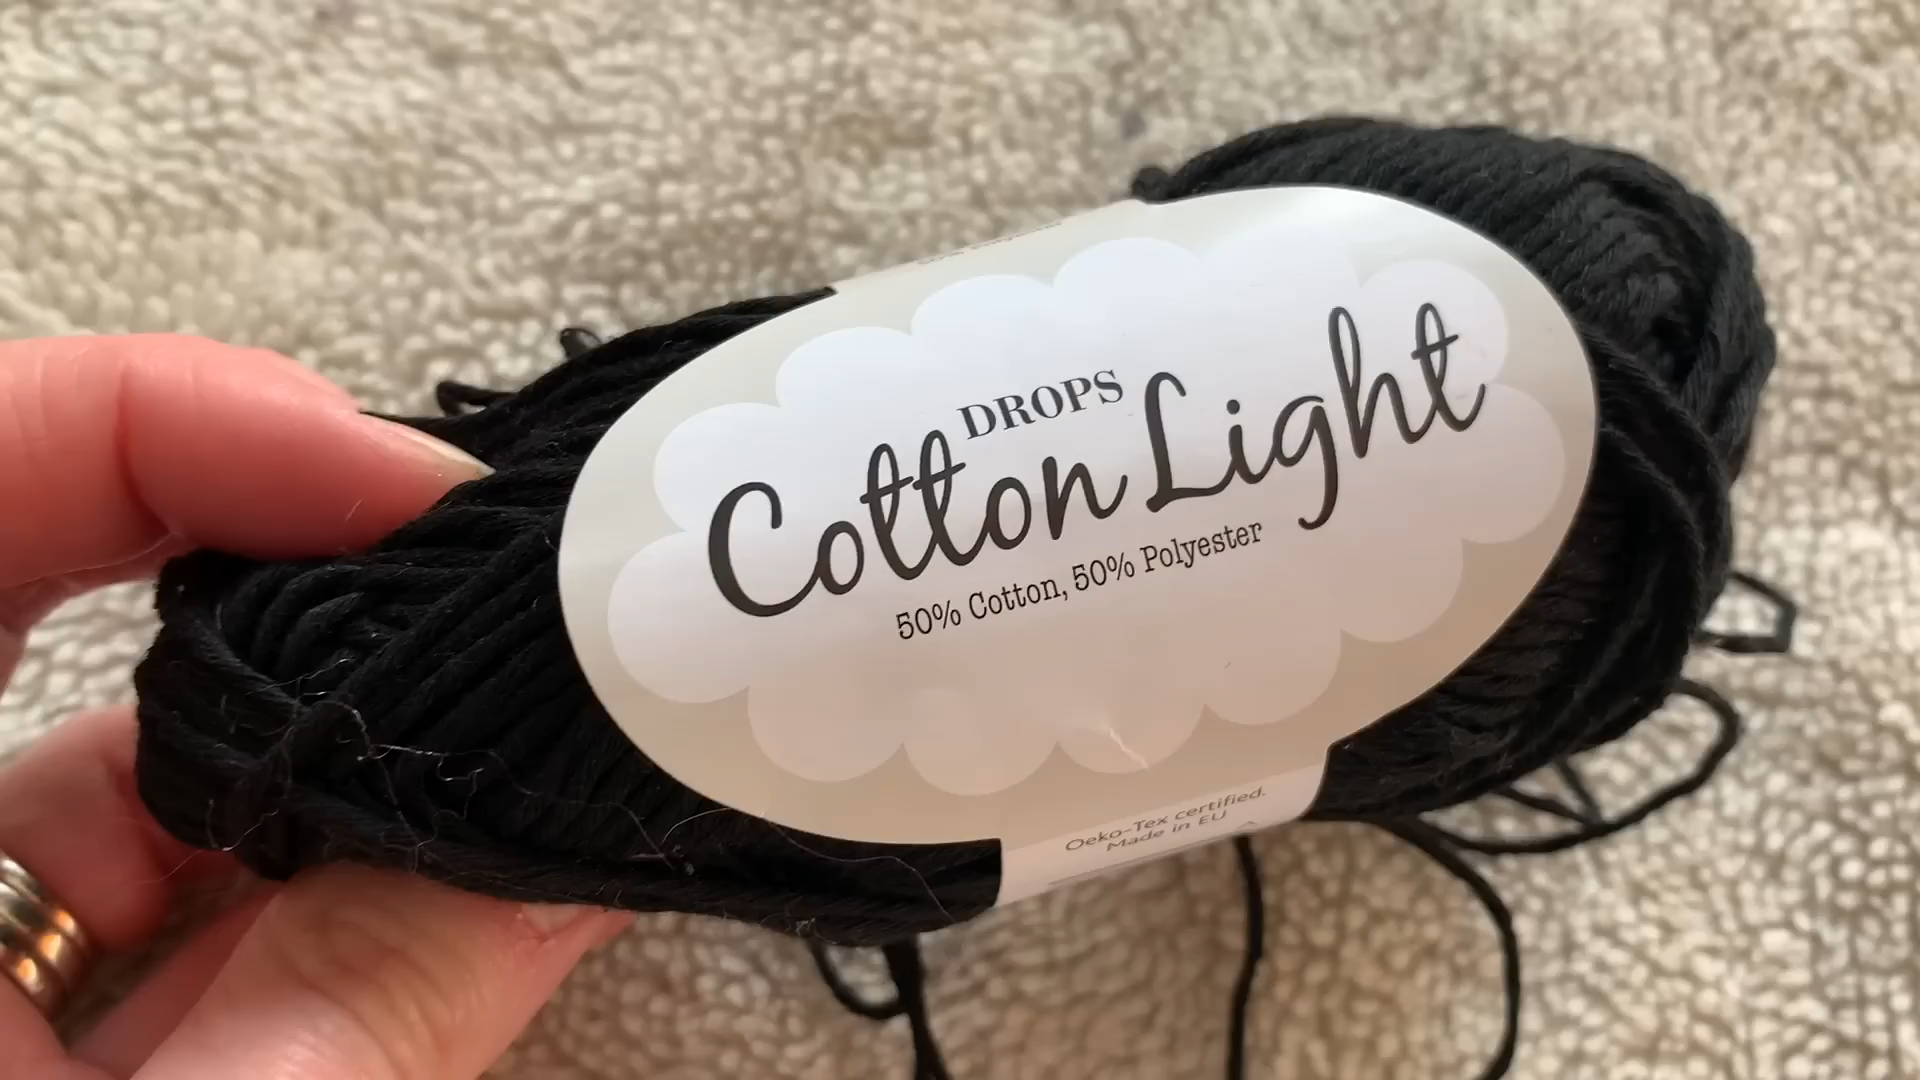 DROPS
Cotton Light
50% Cotton, 50% Polyester
Oeko-Tex certified.
Made in EU